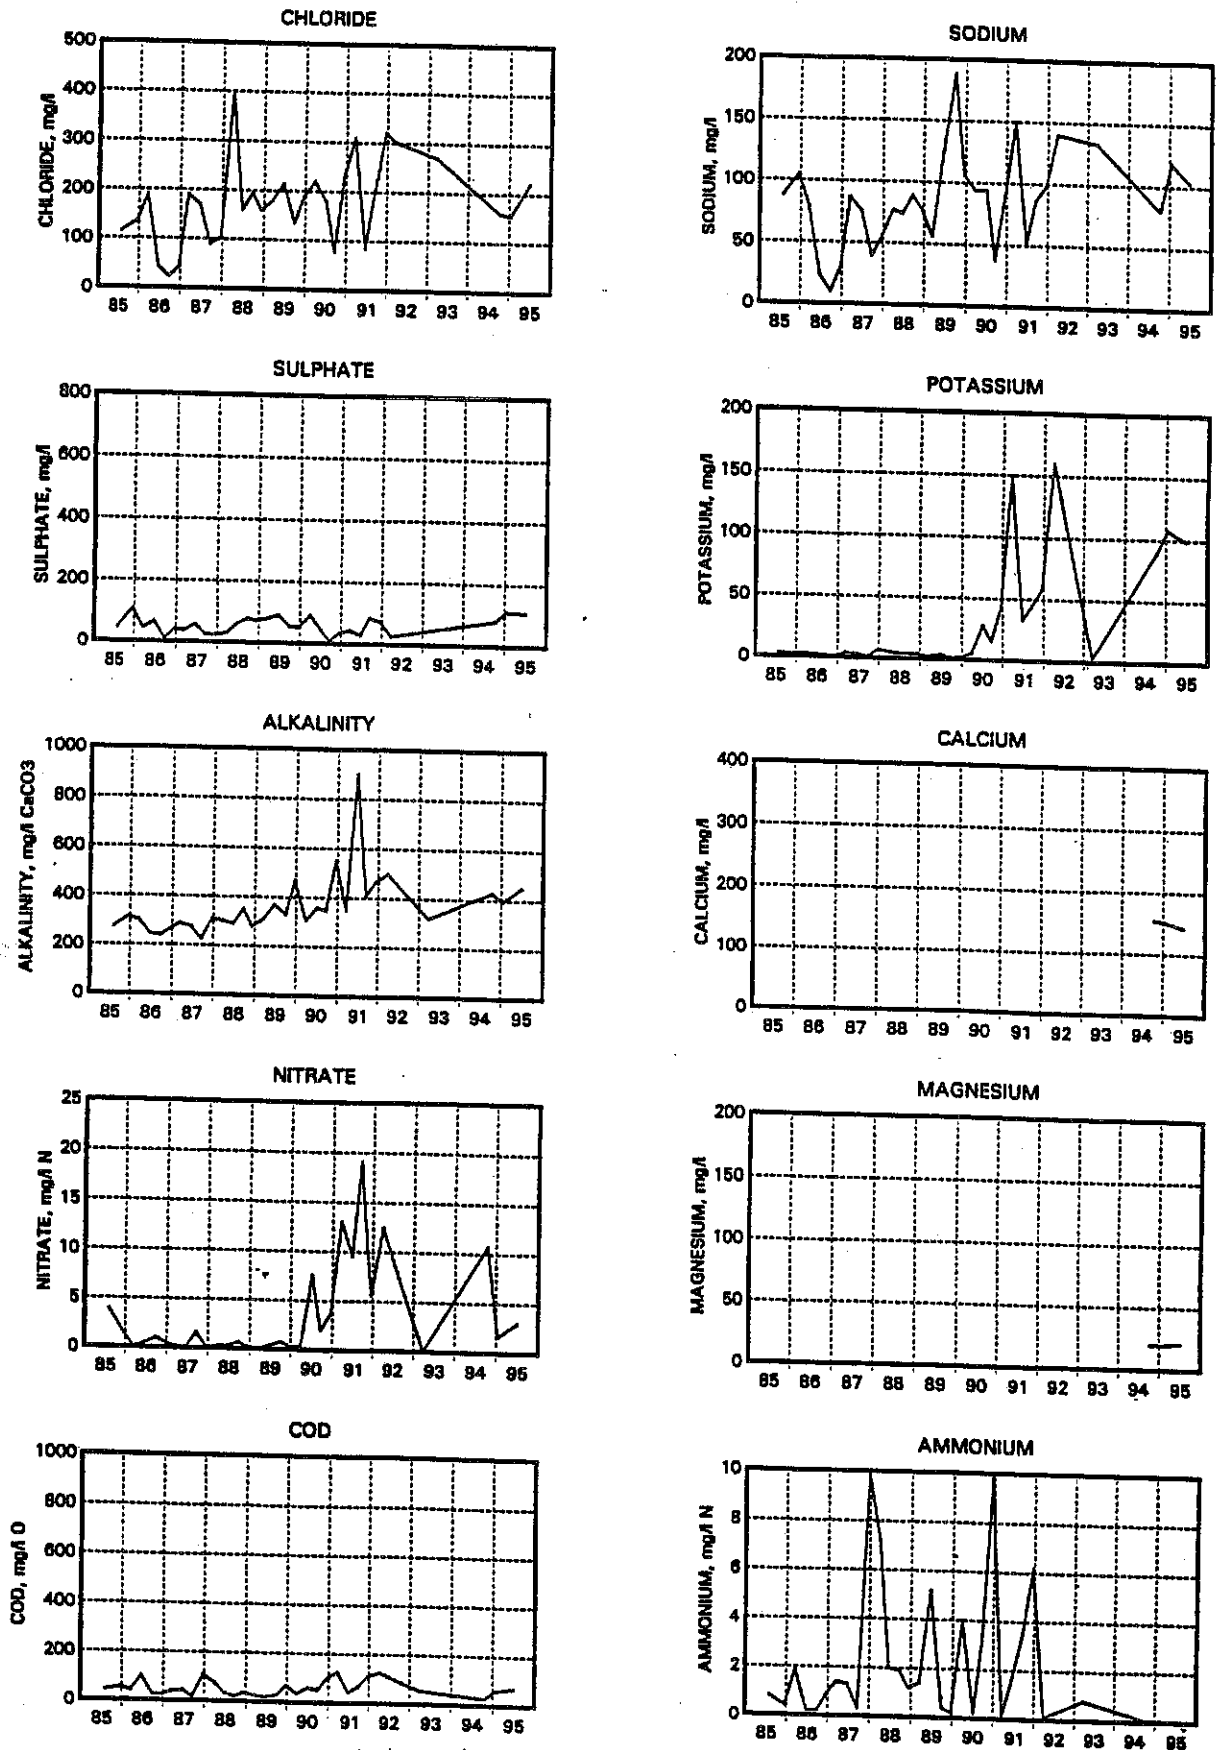 CHLORIDE
CHLORIDE, mg/l
500
400
300
200
100
0
85 86 87 88 89 90 91 92 93 94 95
SODIUM
SODIUM, mg/l
200
150
100
50
0
85 86 87 88 89 90 91 92 93 94 95
SULPHATE
SULPHATE, mg/l
800
600
400
200
0
85 86 87 88 89 90 91 92 93 94 95
POTASSIUM
POTASSIUM, mg/l
200
150
100
50
0
85 86 87 88 89 90 91 92 93 94 95
ALKALINITY
ALKALINITY, mg/l CaCO3
1000
800
600
400
200
0
85 86 87 88 89 90 91 92 93 94 95
CALCIUM
CALCIUM, mg/l
400
300
200
100
0
85 86 87 88 89 90 91 92 93 94 95
NITRATE
NITRATE, mg/l N
25
20
15
10
5
0
85 86 87 88 89 90 91 92 93 94 95
MAGNESIUM
MAGNESIUM, mg/l
200
150
100
50
0
85 86 87 88 89 90 91 92 93 94 95
COD
COD, mg/l O
1000
800
600
400
200
0
85 86 87 88 89 90 91 92 93 94 95
AMMONIUM
AMMONIUM, mg/l N
10
8
6
4
2
0
85 86 87 88 89 90 91 92 93 94 95